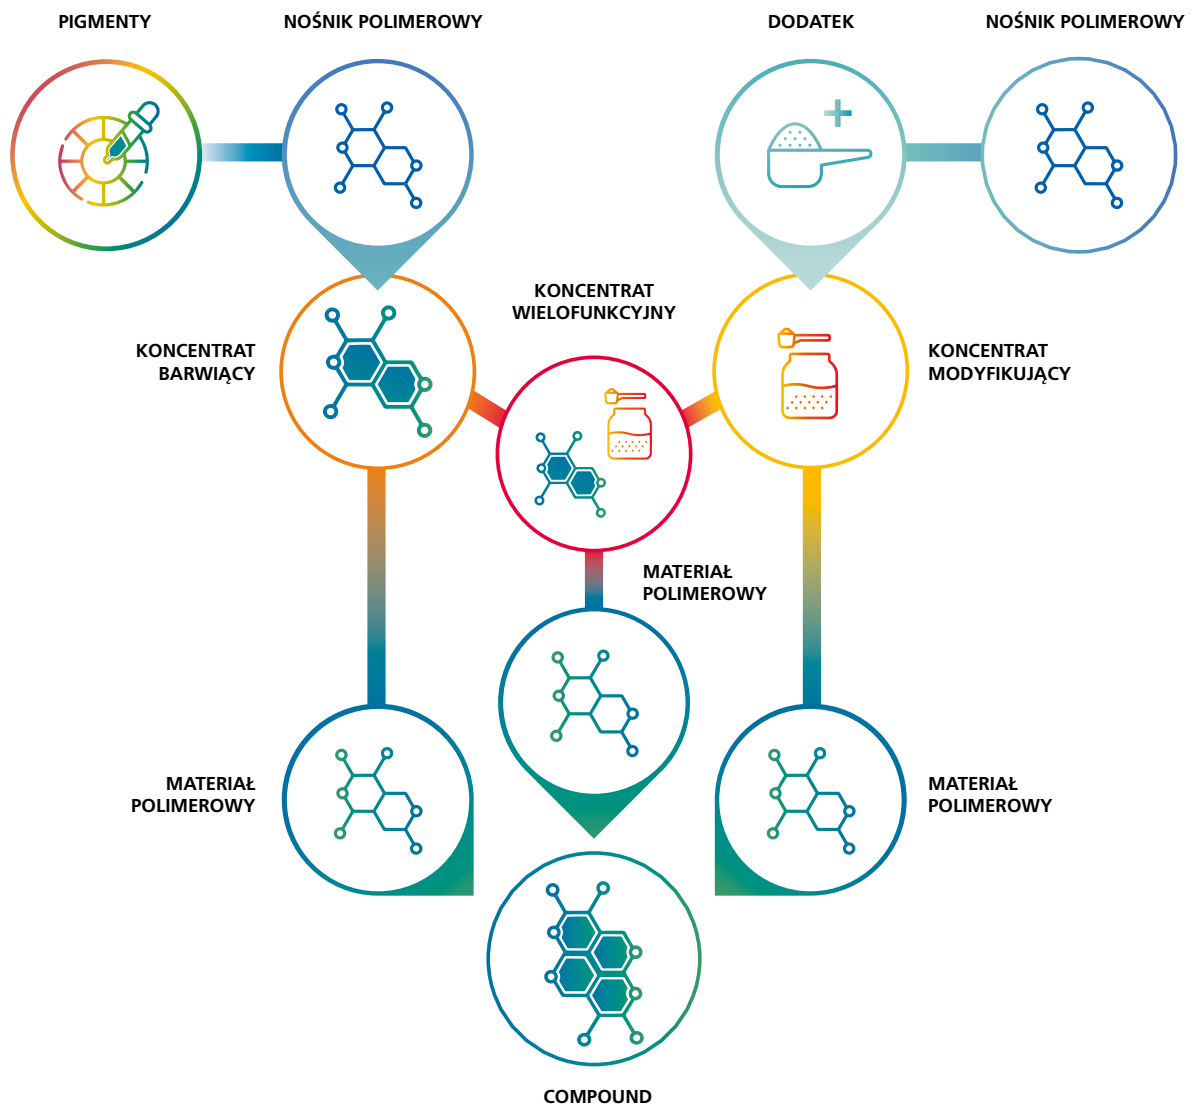 PIGMENTY
NOŚNIK POLIMEROWY
DODATEK
NOŚNIK POLIMEROWY
KONCENTRAT
WIELOFUNKCYJNY
KONCENTRAT
BARWIĄCY
KONCENTRAT
MODYFIKUJĄCY
MATERIAŁ
POLIMEROWY
MATERIAŁ
POLIMEROWY
MATERIAŁ
POLIMEROWY
COMPOUND